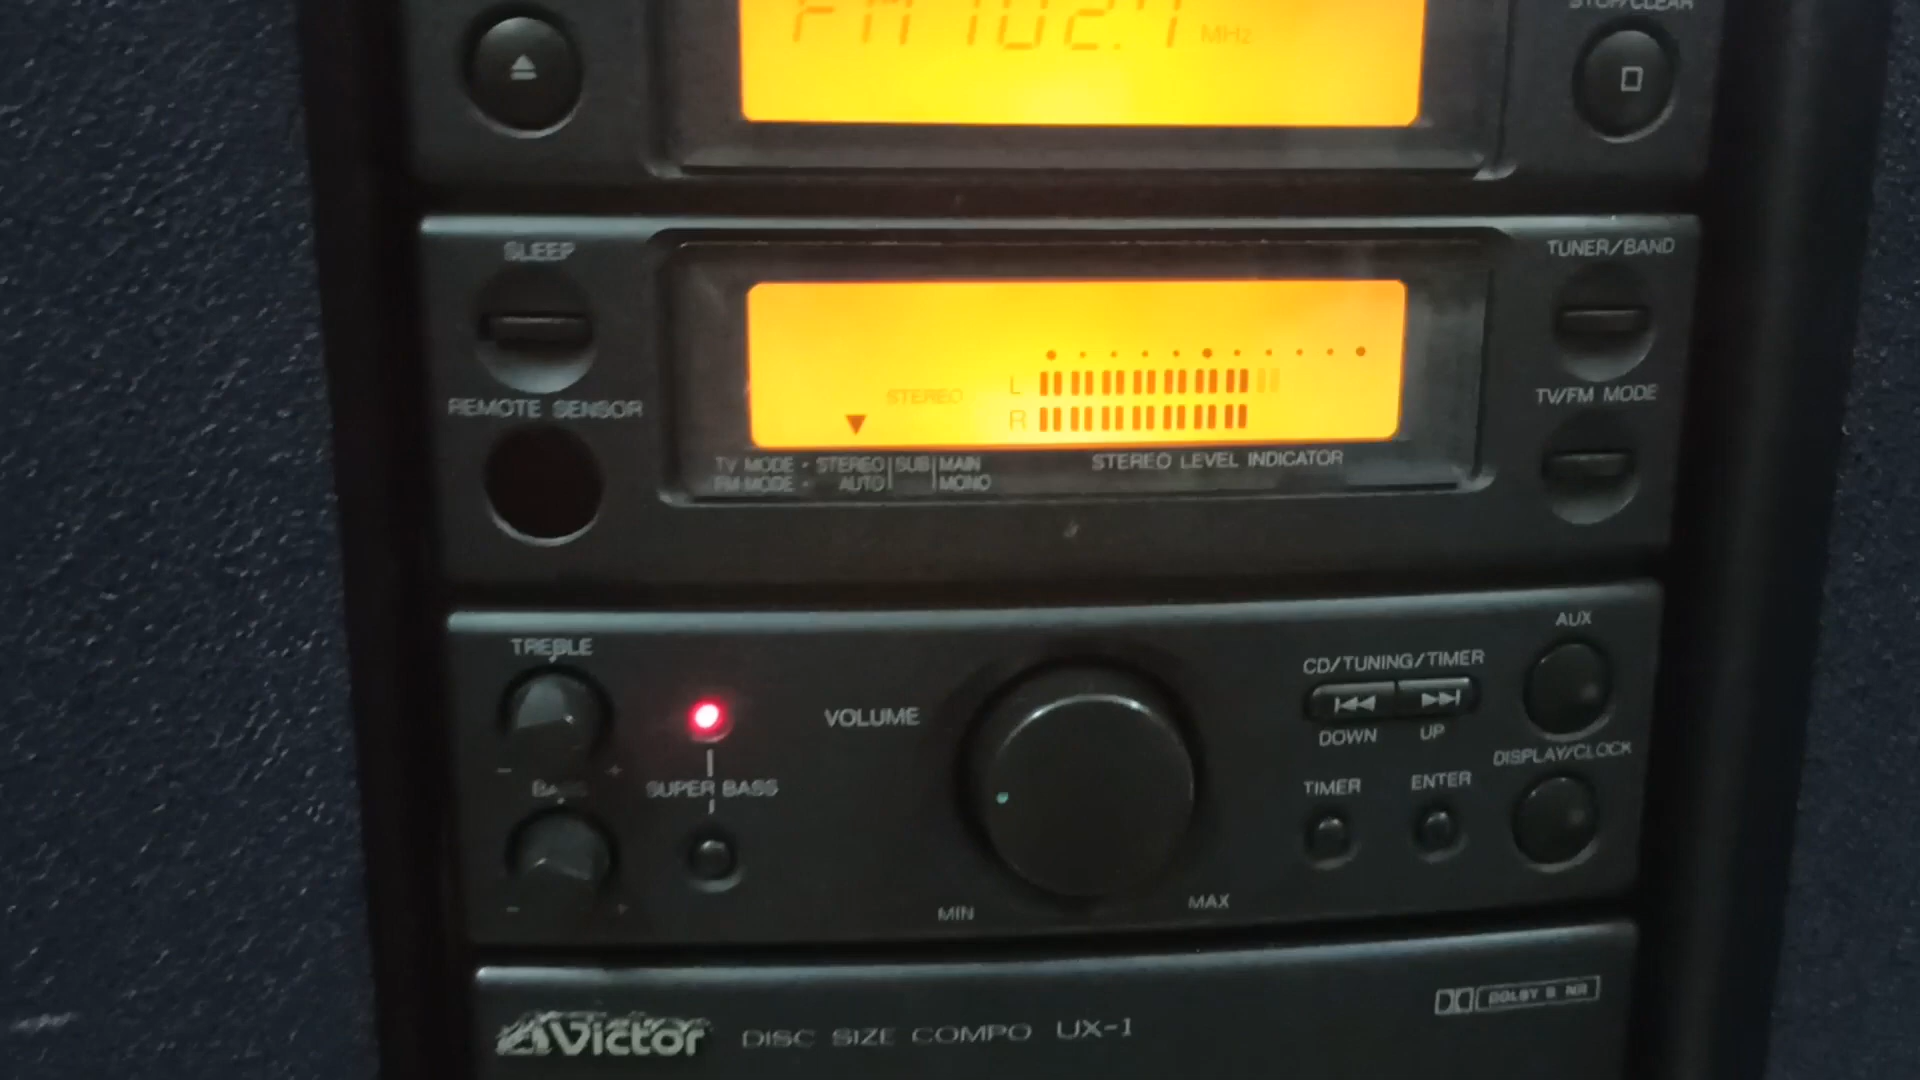 STOP/CLEAR
FM 102.7 MHz
SLEEP
TUNER/BAND
L
STEREO
R
REMOTE SENSOR
TV/FM MODE
TV MODE • STEREO | SUB | MAIN
FM MODE • AUTO | | MONO
STEREO LEVEL INDICATOR
TREBLE
AUX
CD/TUNING/TIMER
VOLUME
DOWN UP
DISPLAY/CLOCK
− +
BASS
SUPER BASS
TIMER
ENTER
− +
MIN
MAX
DOLBY B NR
Victor DISC SIZE COMPO UX-1